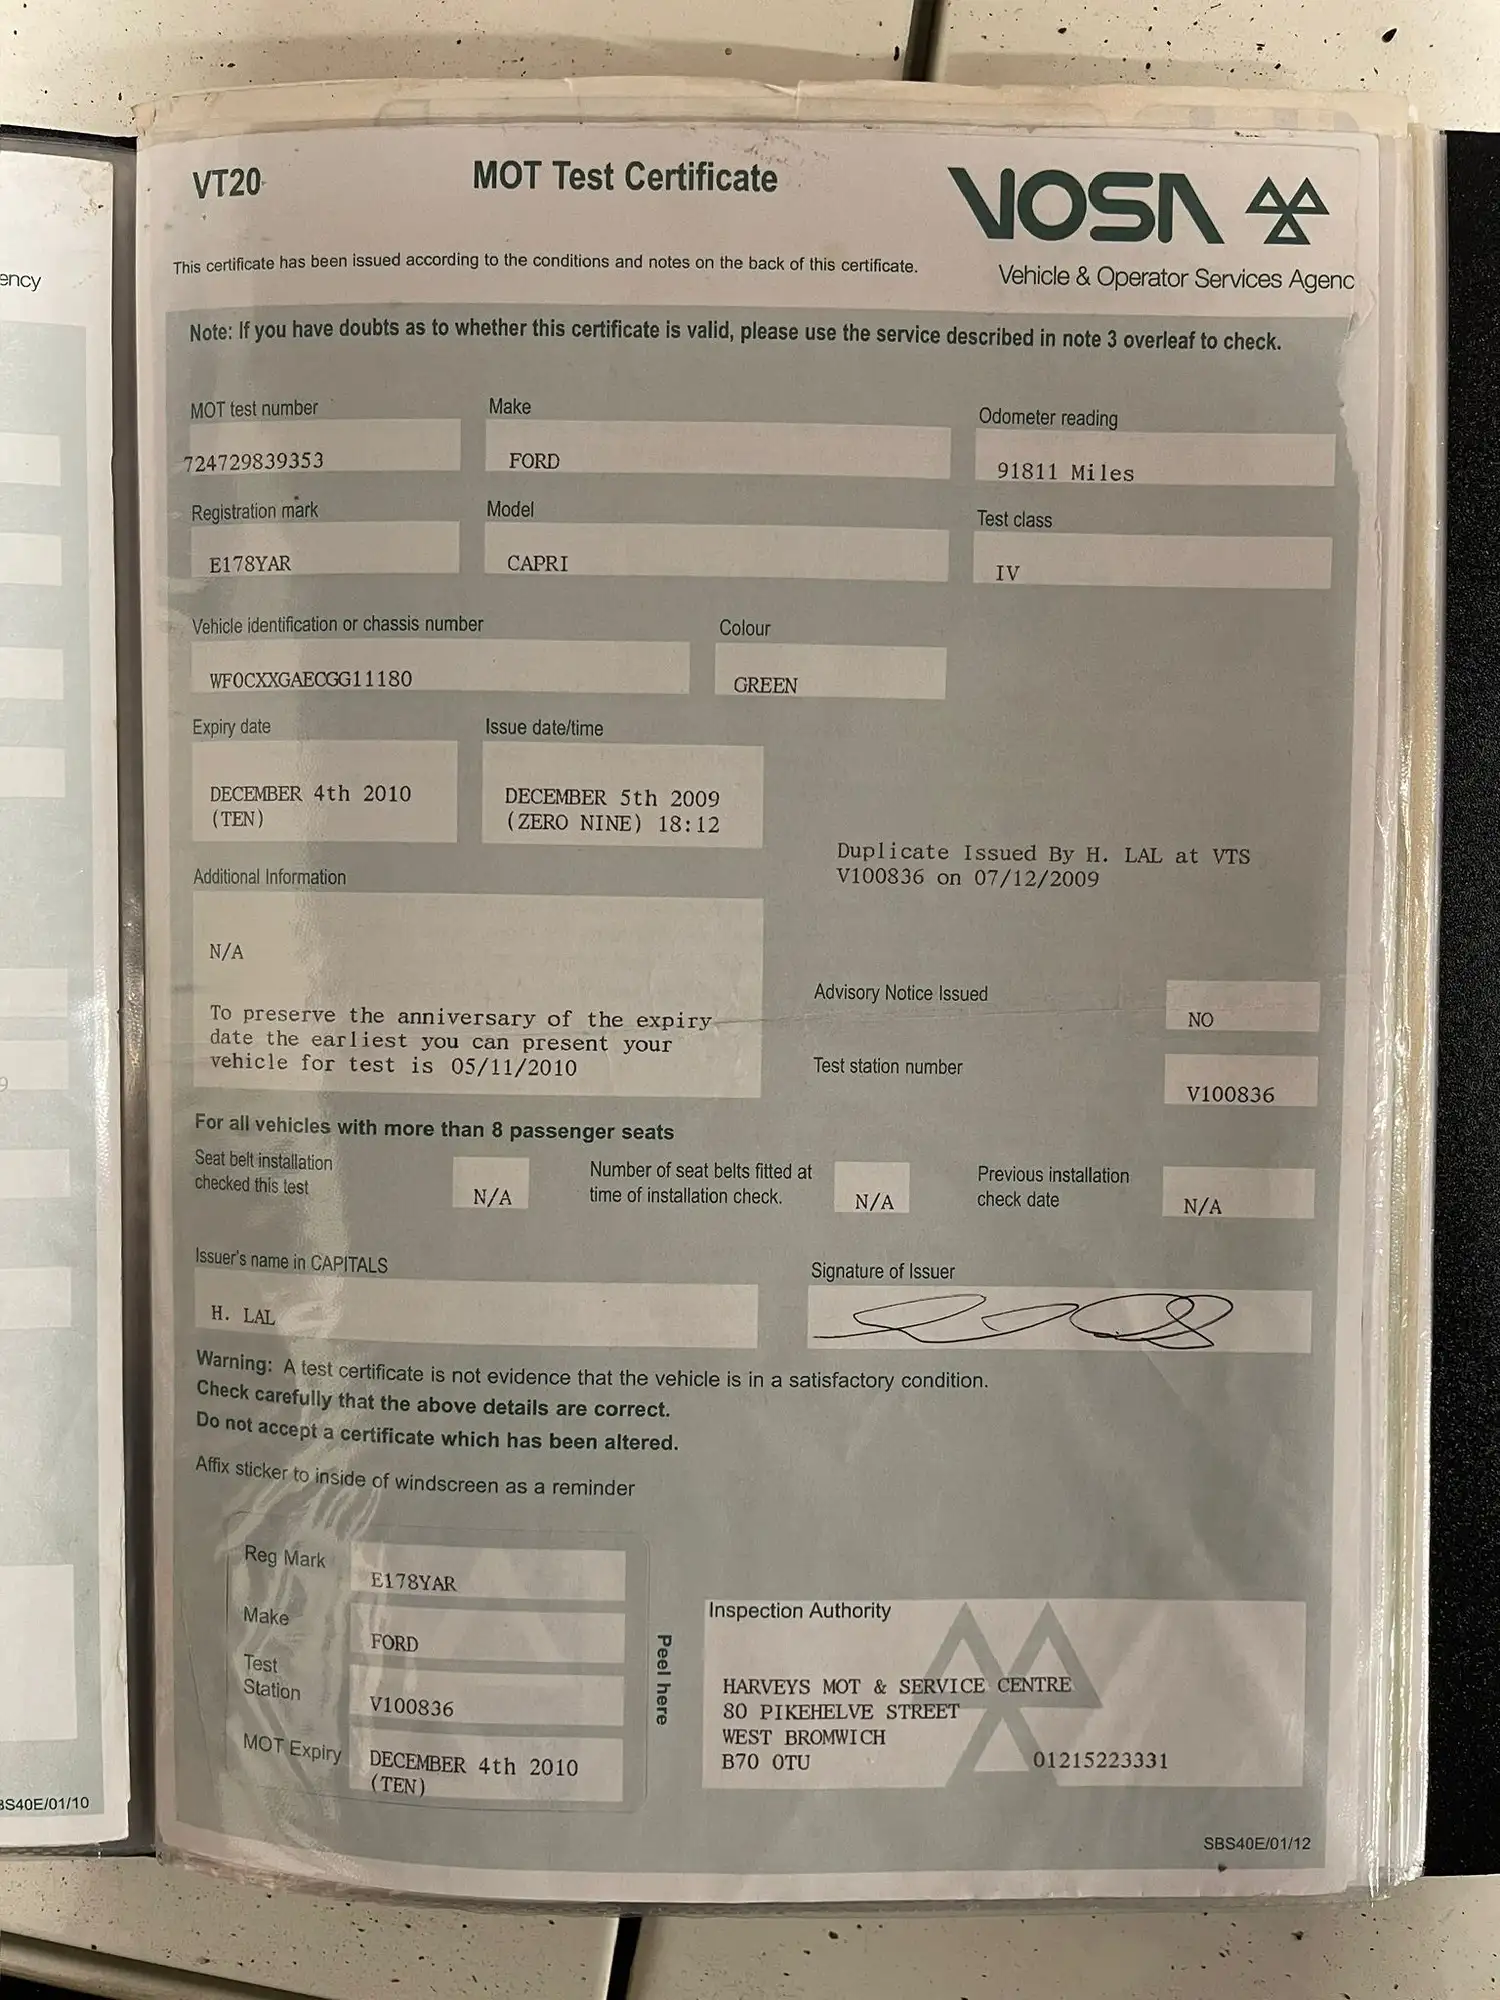 VT20
MOT Test Certificate
VOSA
This certificate has been issued according to the conditions and notes on the back of this certificate.
Vehicle & Operator Services Agenc
ency
Note: If you have doubts as to whether this certificate is valid, please use the service described in note 3 overleaf to check.
MOT test number
Make
Odometer reading
724729839353
FORD
91811 Miles
Registration mark
Model
Test class
E178YAR
CAPRI
IV
Vehicle identification or chassis number
Colour
WF0CXXGAECGG11180
GREEN
Expiry date
Issue date/time
DECEMBER 4th 2010
(TEN)
DECEMBER 5th 2009
(ZERO NINE) 18:12
Duplicate Issued By H. LAL at VTS
V100836 on 07/12/2009
Additional Information
N/A
To preserve the anniversary of the expiry
date the earliest you can present your
vehicle for test is 05/11/2010
Advisory Notice Issued
NO
Test station number
V100836
9
For all vehicles with more than 8 passenger seats
Seat belt installation
checked this test
N/A
Number of seat belts fitted at
time of installation check.
N/A
Previous installation
check date
N/A
Issuer's name in CAPITALS
H. LAL
Signature of Issuer
Warning: A test certificate is not evidence that the vehicle is in a satisfactory condition.
Check carefully that the above details are correct.
Do not accept a certificate which has been altered.
Affix sticker to inside of windscreen as a reminder
Reg Mark
E178YAR
Make
FORD
Test
Station
V100836
MOT Expiry
DECEMBER 4th 2010
(TEN)
Peel here
Inspection Authority
HARVEYS MOT & SERVICE CENTRE
80 PIKEHELVE STREET
WEST BROMWICH
B70 0TU
01215223331
SBS40E/01/12
BS40E/01/10